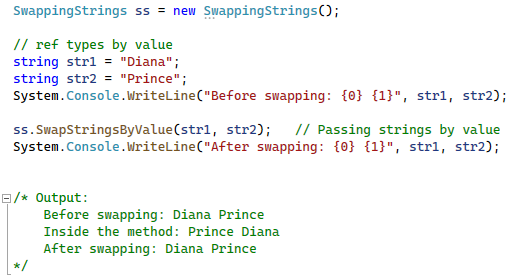 SwappingStrings ss = new SwappingStrings();
// ref types by value
string str1 = "Diana";
string str2 = "Prince";
System.Console.WriteLine("Before swapping: {0} {1}", str1, str2);
ss.SwapStringsByValue(str1, str2);   // Passing strings by value
System.Console.WriteLine("After swapping: {0} {1}", str1, str2);
/* Output:
    Before swapping: Diana Prince
    Inside the method: Prince Diana
    After swapping: Diana Prince
*/